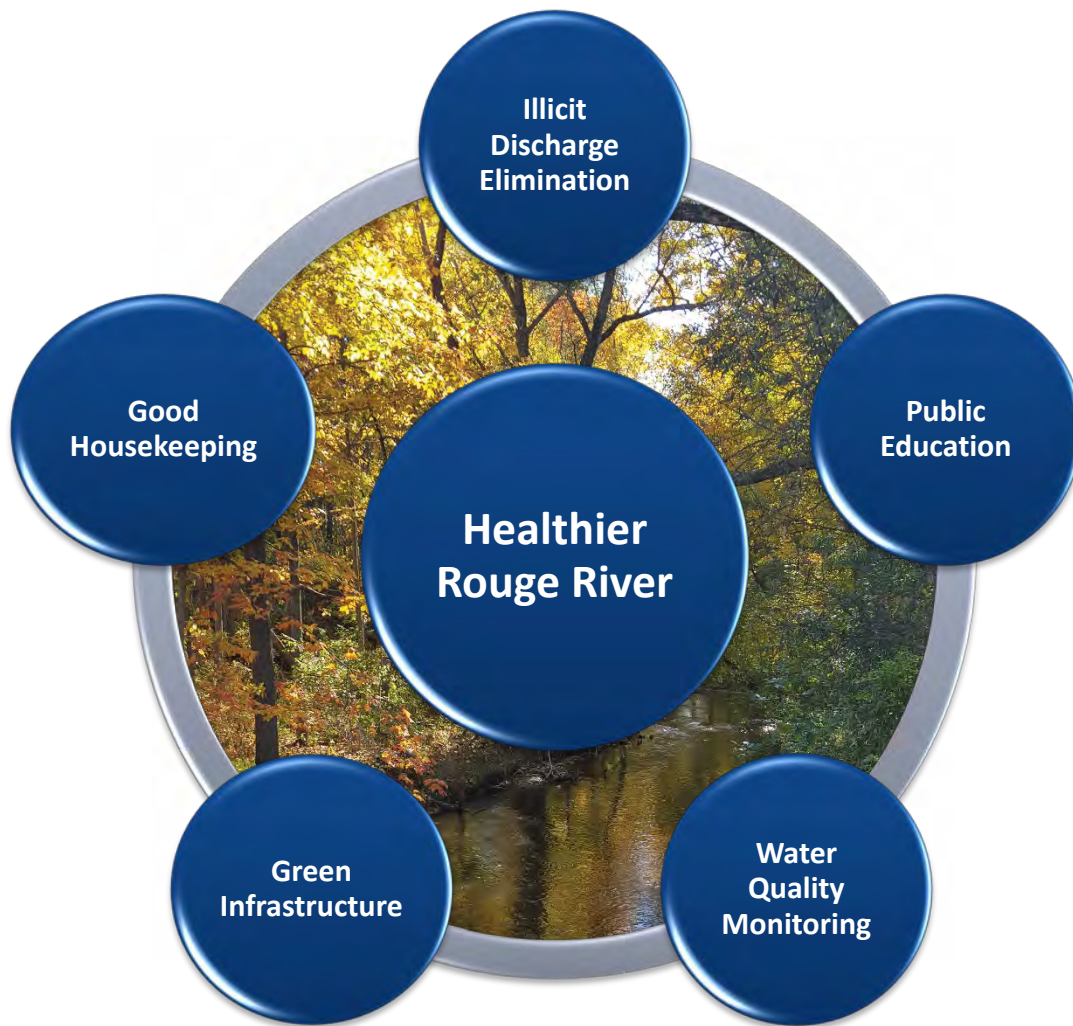 Illicit
Discharge
Elimination
Good
Housekeeping
Public
Education
Healthier
Rouge River
Green
Infrastructure
Water
Quality
Monitoring